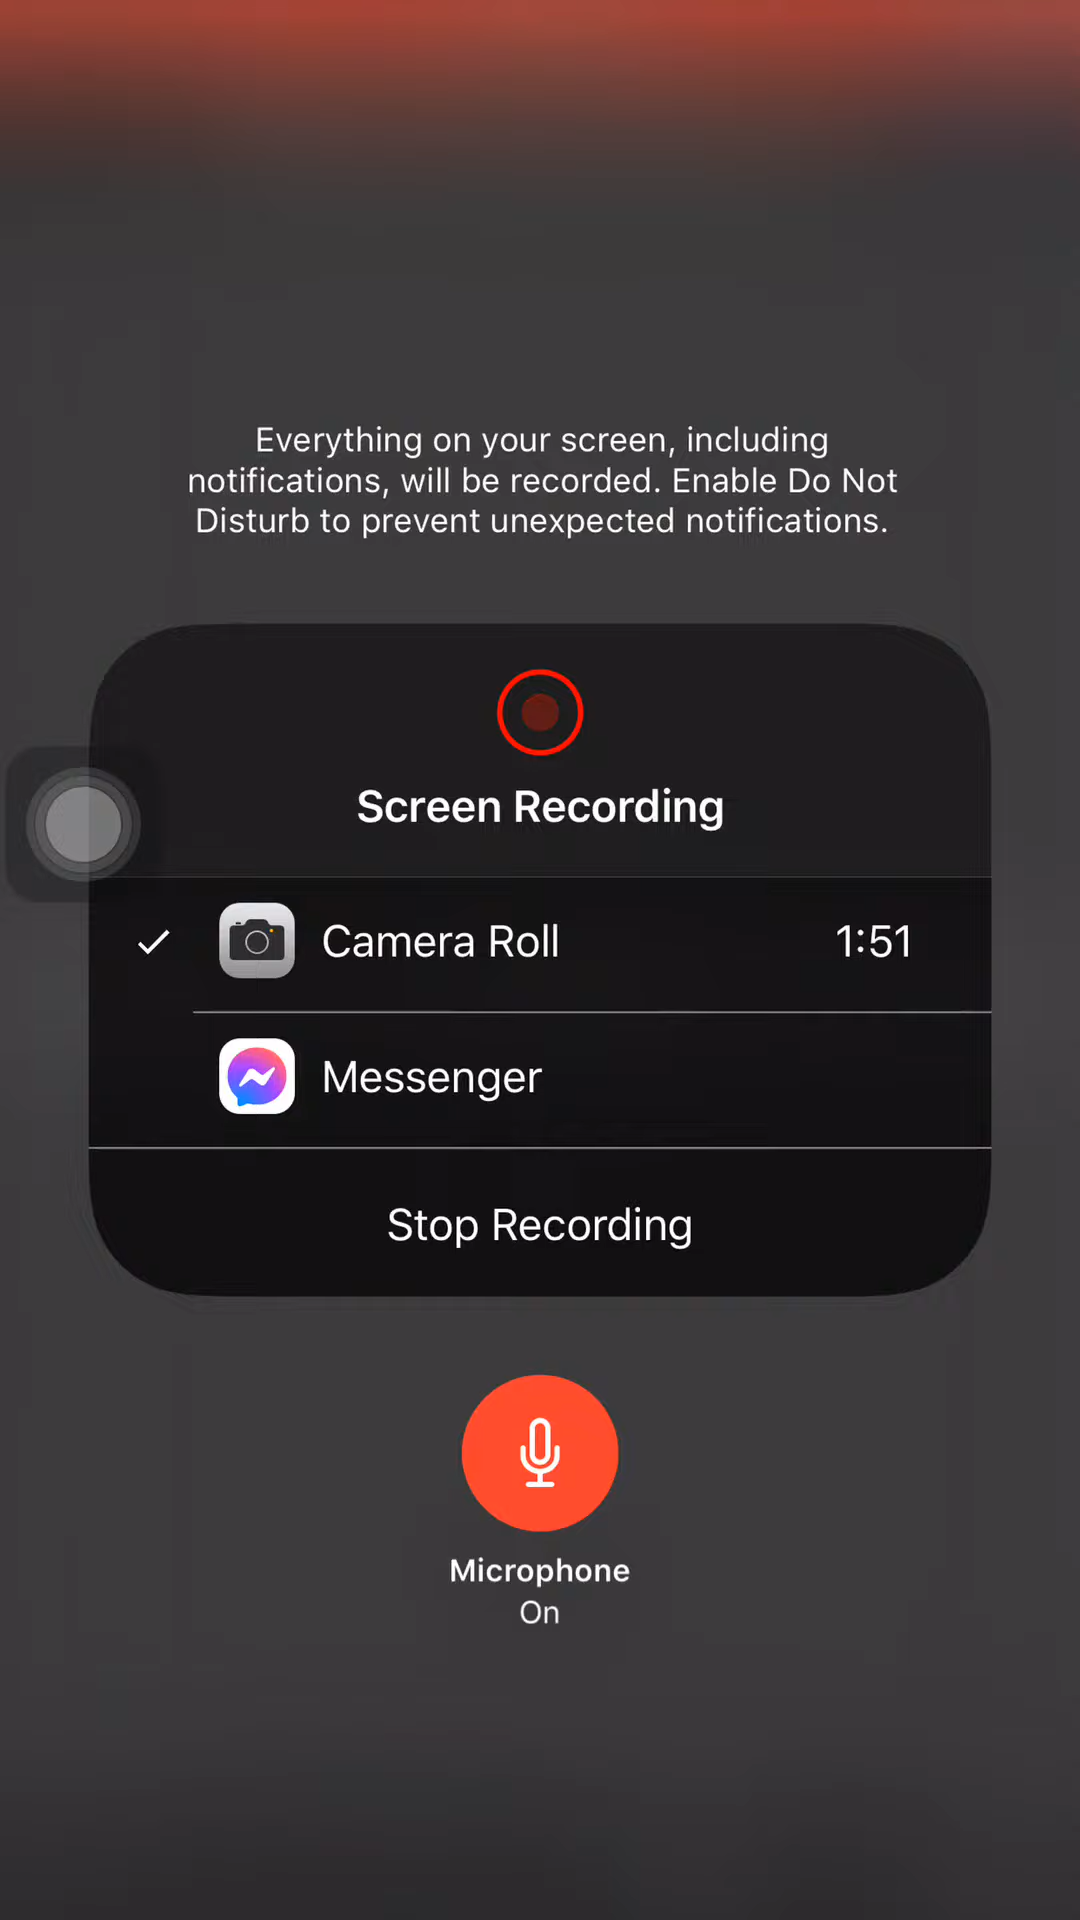 Everything on your screen, including
notifications, will be recorded. Enable Do Not
Disturb to prevent unexpected notifications.
Screen Recording
Camera Roll 1:51
Messenger
Stop Recording
Microphone
On